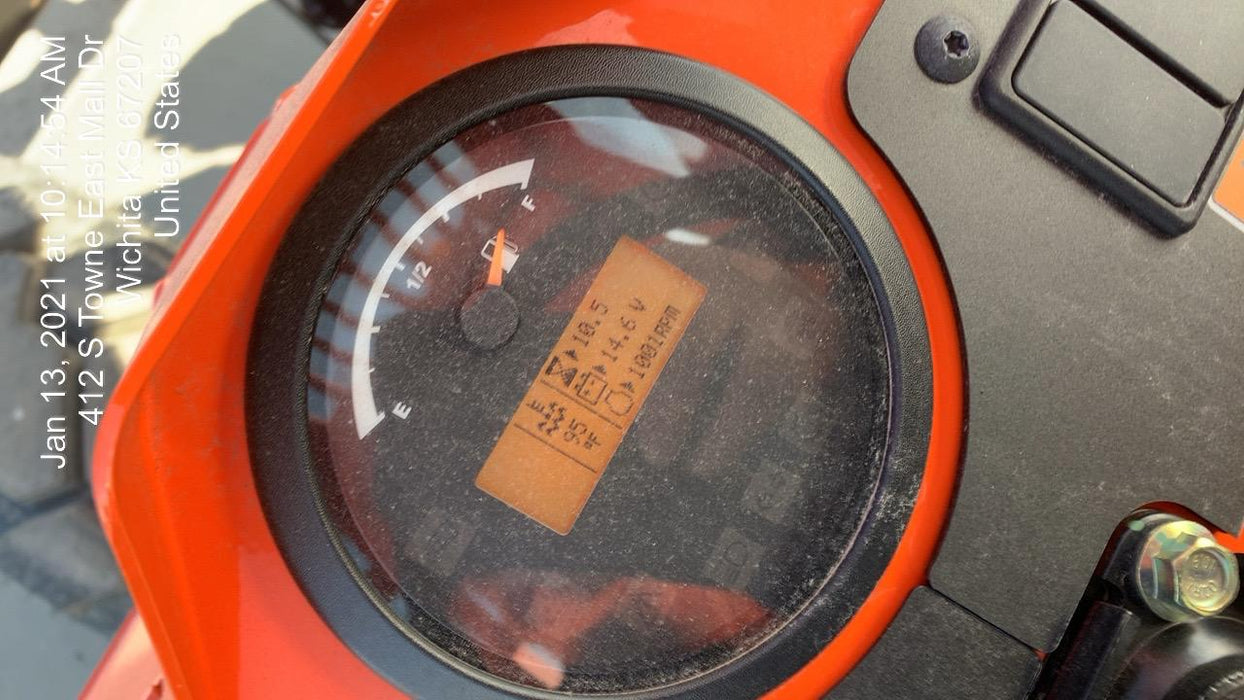 Jan 13, 2021 at 10:14:54 AM
412 S Towne East Mall Dr
Wichita KS 67207
United States
F
1/2
E
10.5
14.6 V
1001RPM
95
°F